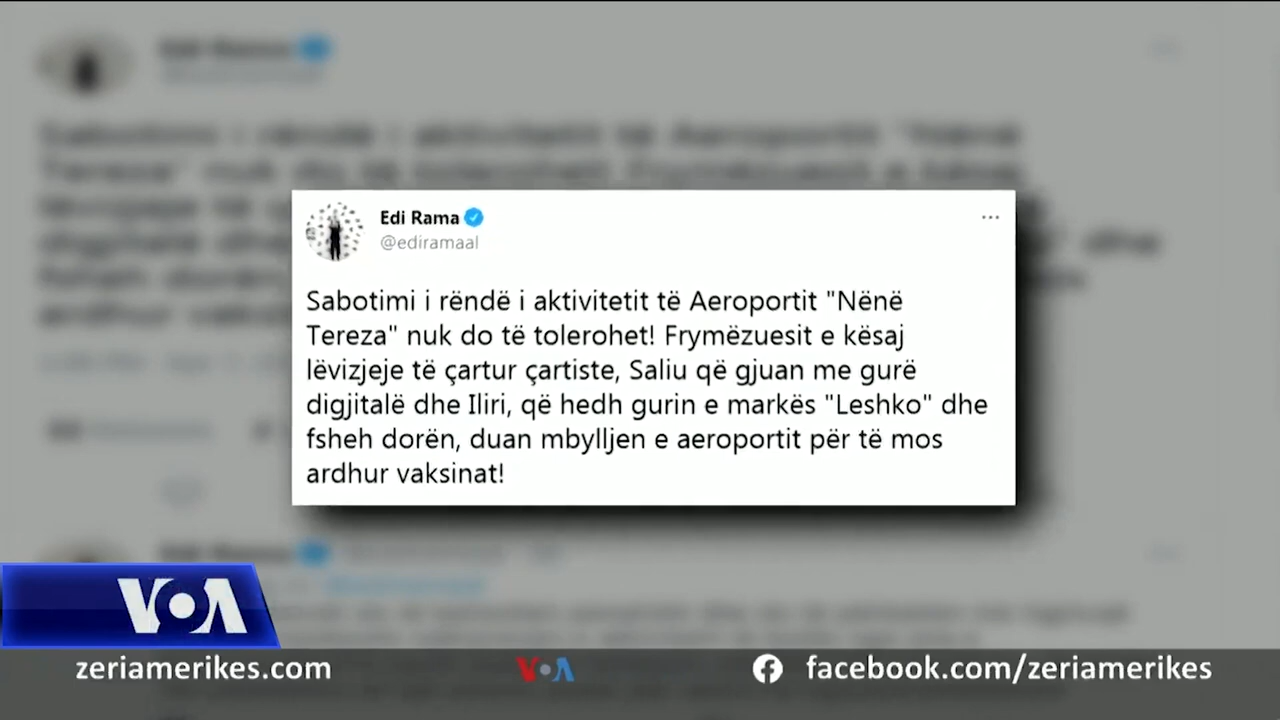 Edi Rama
@ediramaal
Sabotimi i rëndë i aktivitetit të Aeroportit "Nënë
Tereza" nuk do të tolerohet! Frymëzuesit e kësaj
lëvizjeje të çartur çartiste, Saliu që gjuan me gurë
digjitalë dhe Iliri, që hedh gurin e markës "Leshko" dhe
fsheh dorën, duan mbylljen e aeroportit për të mos
ardhur vaksinat!
VOA
zeriamerikes.com
VOA
facebook.com/zeriamerikes